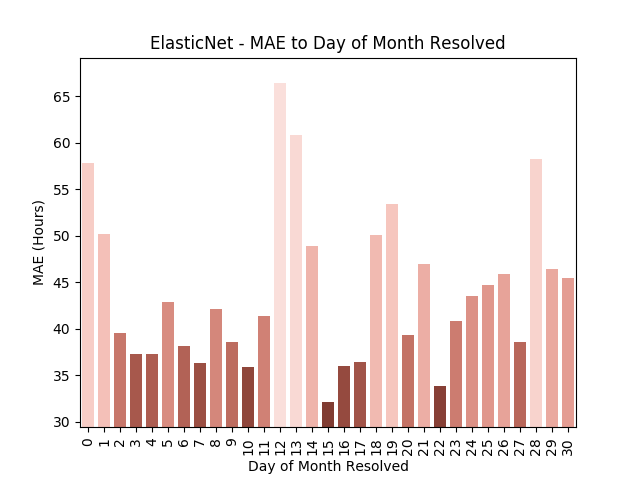 ElasticNet - MAE to Day of Month Resolved
MAE (Hours)
65
60
55
50
45
40
35
30
0 1 2 3 4 5 6 7 8 9 10 11 12 13 14 15 16 17 18 19 20 21 22 23 24 25 26 27 28 29 30
Day of Month Resolved